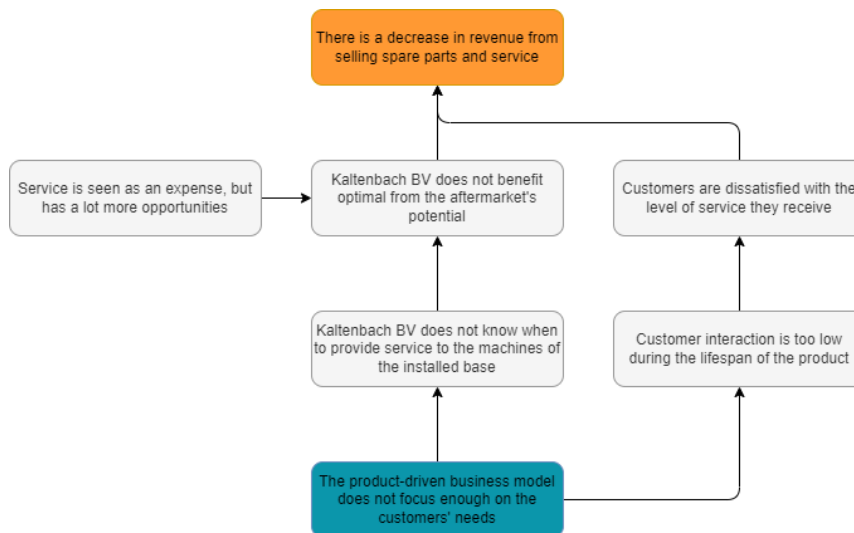 There is a decrease in revenue from
selling spare parts and service
Service is seen as an expense, but
has a lot more opportunities
Kaltenbach BV does not benefit
optimal from the aftermarket's
potential
Customers are dissatisfied with the
level of service they receive
Kaltenbach BV does not know when
to provide service to the machines of
the installed base
Customer interaction is too low
during the lifespan of the product
The product-driven business model
does not focus enough on the
customers' needs